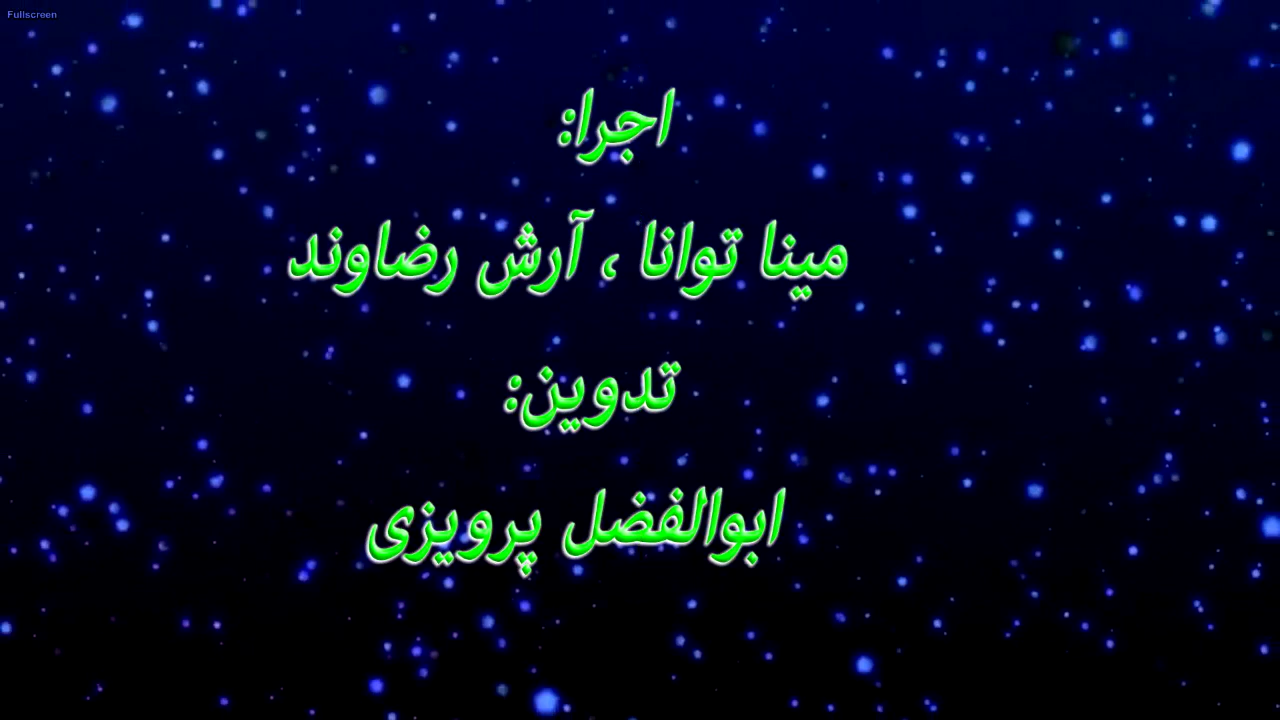 Fullscreen
اجرا:
مینا توانا ، آرش رضاوند
تدوین:
ابوالفضل پرویزی